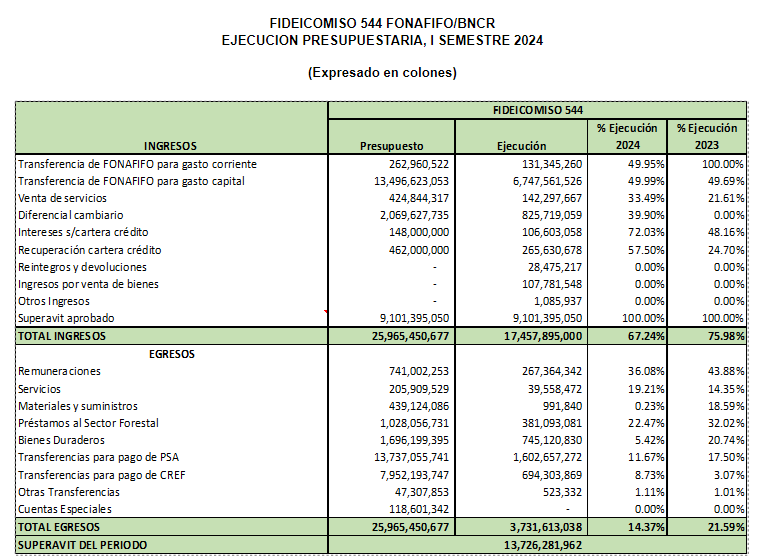 FIDEICOMISO 544 FONAFIFO/BNCR
EJECUCION PRESUPUESTARIA, I SEMESTRE 2024
(Expresado en colones)
FIDEICOMISO 544
INGRESOS Presupuesto Ejecución % Ejecución 2024 % Ejecución 2023
Transferencia de FONAFIFO para gasto corriente 262,960,522 131,345,260 49.95% 100.00%
Transferencia de FONAFIFO para gasto capital 13,496,623,053 6,747,561,526 49.99% 49.69%
Venta de servicios 424,844,317 142,297,667 33.49% 21.61%
Diferencial cambiario 2,069,627,735 825,719,059 39.90% 0.00%
Intereses s/cartera crédito 148,000,000 106,603,058 72.03% 48.16%
Recuperación cartera crédito 462,000,000 265,630,678 57.50% 24.70%
Reintegros y devoluciones - 28,475,217 0.00% 0.00%
Ingresos por venta de bienes - 107,781,548 0.00% 0.00%
Otros Ingresos - 1,085,937 0.00% 0.00%
Superavit aprobado 9,101,395,050 9,101,395,050 100.00% 100.00%
TOTAL INGRESOS 25,965,450,677 17,457,895,000 67.24% 75.98%
EGRESOS
Remuneraciones 741,002,253 267,364,342 36.08% 43.88%
Servicios 205,909,529 39,558,472 19.21% 14.35%
Materiales y suministros 439,124,086 991,840 0.23% 18.59%
Préstamos al Sector Forestal 1,028,056,731 381,093,081 22.47% 32.02%
Bienes Duraderos 1,696,199,395 745,120,830 5.42% 20.74%
Transferencias para pago de PSA 13,737,055,741 1,602,657,272 11.67% 17.50%
Transferencias para pago de CREF 7,952,193,747 694,303,869 8.73% 3.07%
Otras Transferencias 47,307,853 523,332 1.11% 1.01%
Cuentas Especiales 118,601,342 - 0.00% 0.00%
TOTAL EGRESOS 25,965,450,677 3,731,613,038 14.37% 21.59%
SUPERAVIT DEL PERIODO 13,726,281,962